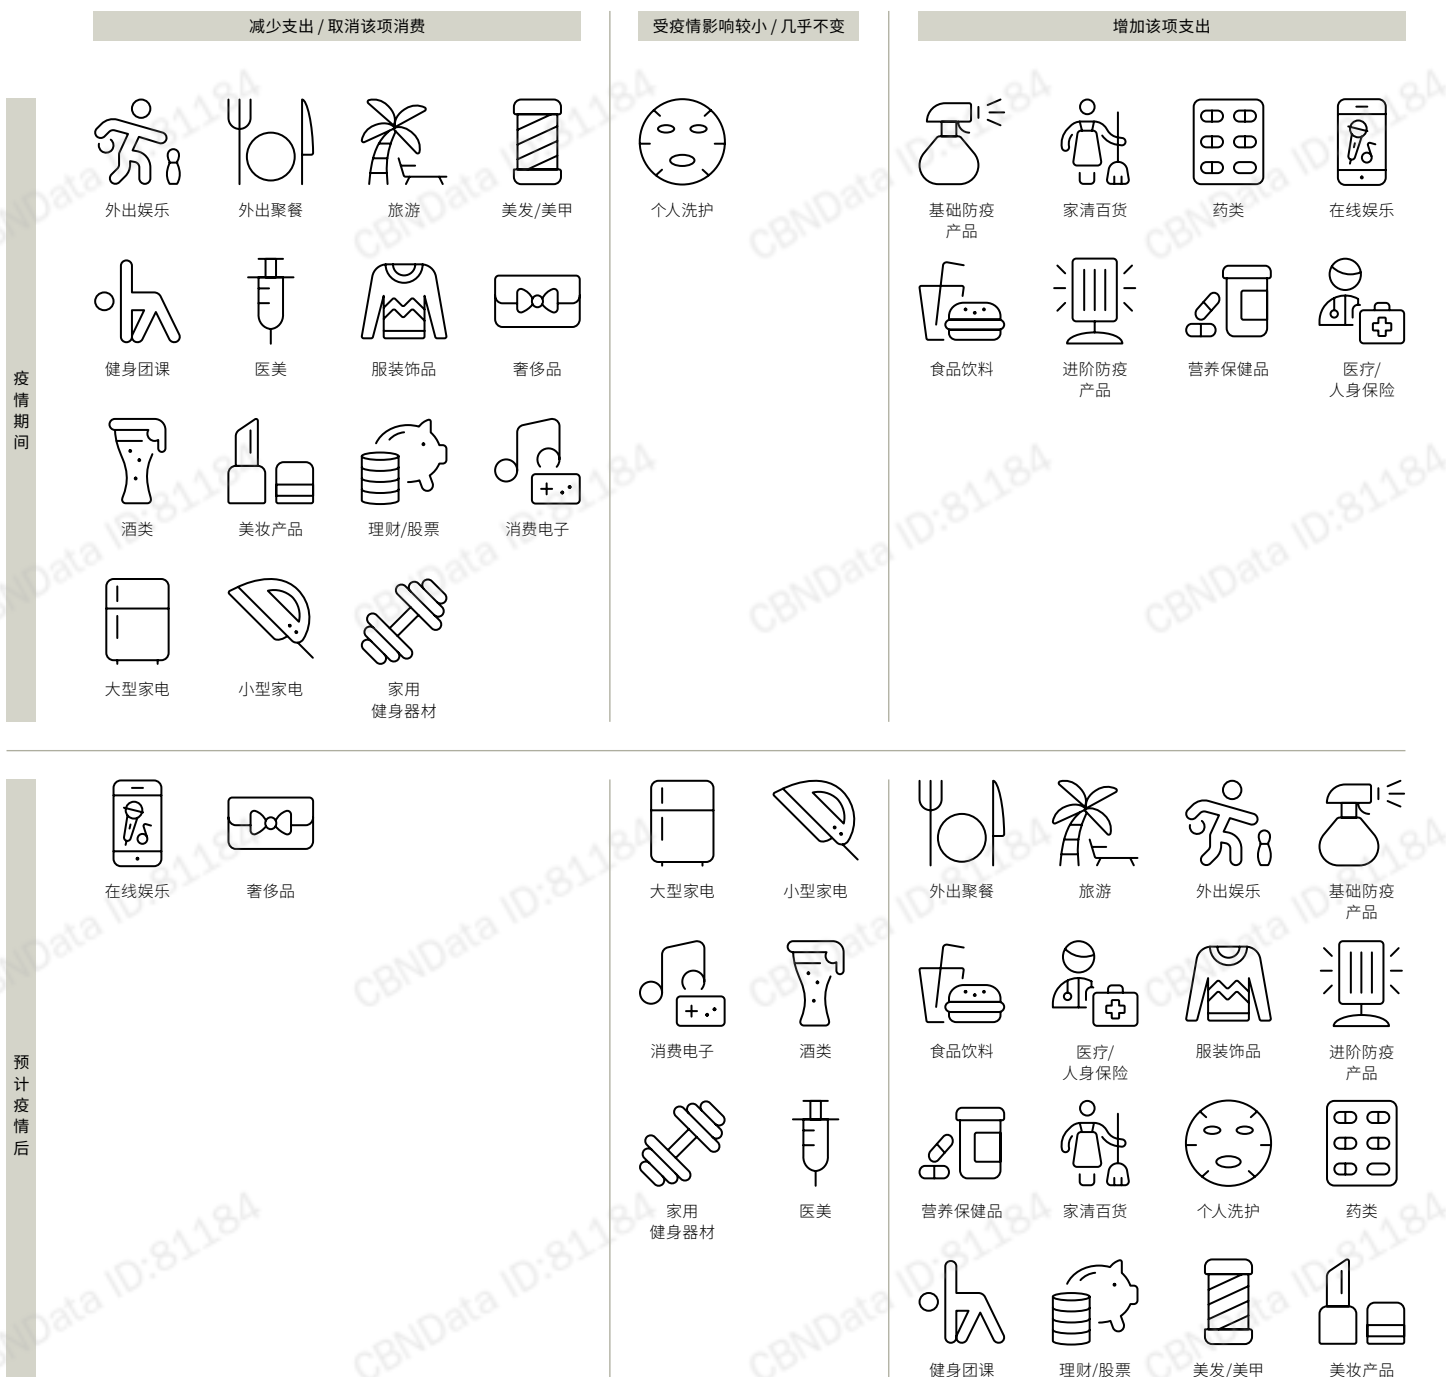 减少支出 / 取消该项消费
受疫情影响较小 / 几乎不变
增加该项支出
疫情期间
外出娱乐
外出聚餐
旅游
美发/美甲
个人洗护
基础防疫
产品
家清百货
药类
在线娱乐
健身团课
医美
服装饰品
奢侈品
食品饮料
进阶防疫
产品
营养保健品
医疗/
人身保险
酒类
美妆产品
理财/股票
消费电子
大型家电
小型家电
家用
健身器材
预计疫情后
在线娱乐
奢侈品
大型家电
小型家电
外出聚餐
旅游
外出娱乐
基础防疫
产品
消费电子
酒类
食品饮料
医疗/
人身保险
服装饰品
进阶防疫
产品
家用
健身器材
医美
营养保健品
家清百货
个人洗护
药类
健身团课
理财/股票
美发/美甲
美妆产品
CBNData ID:81184